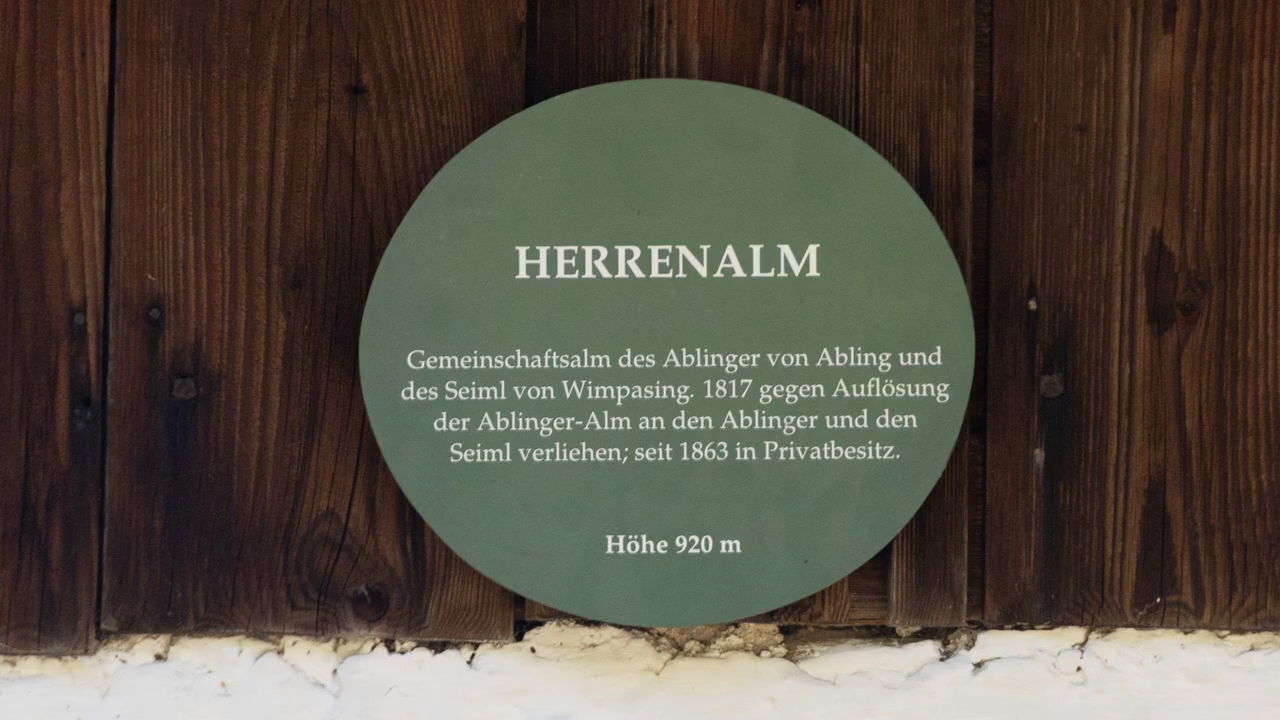 HERRENALM
Gemeinschaftsalm des Ablinger von Abling und
des Seiml von Wimpasing. 1817 gegen Auflösung
der Ablinger-Alm an den Ablinger und den
Seiml verliehen; seit 1863 in Privatbesitz.
Höhe 920 m